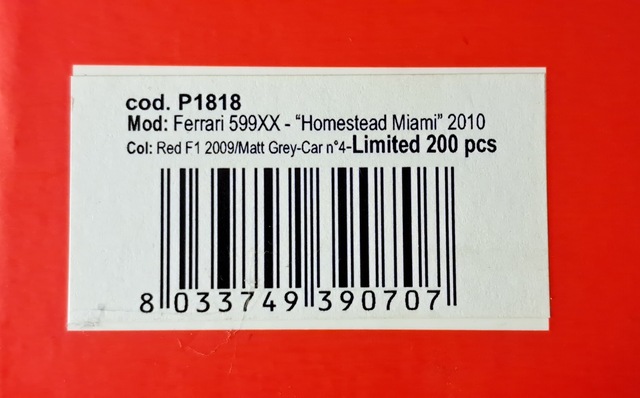 cod. P1818
Mod: Ferrari 599XX - “Homestead Miami” 2010
Col: Red F1 2009/Matt Grey-Car n°4-Limited 200 pcs
8 033749 390707